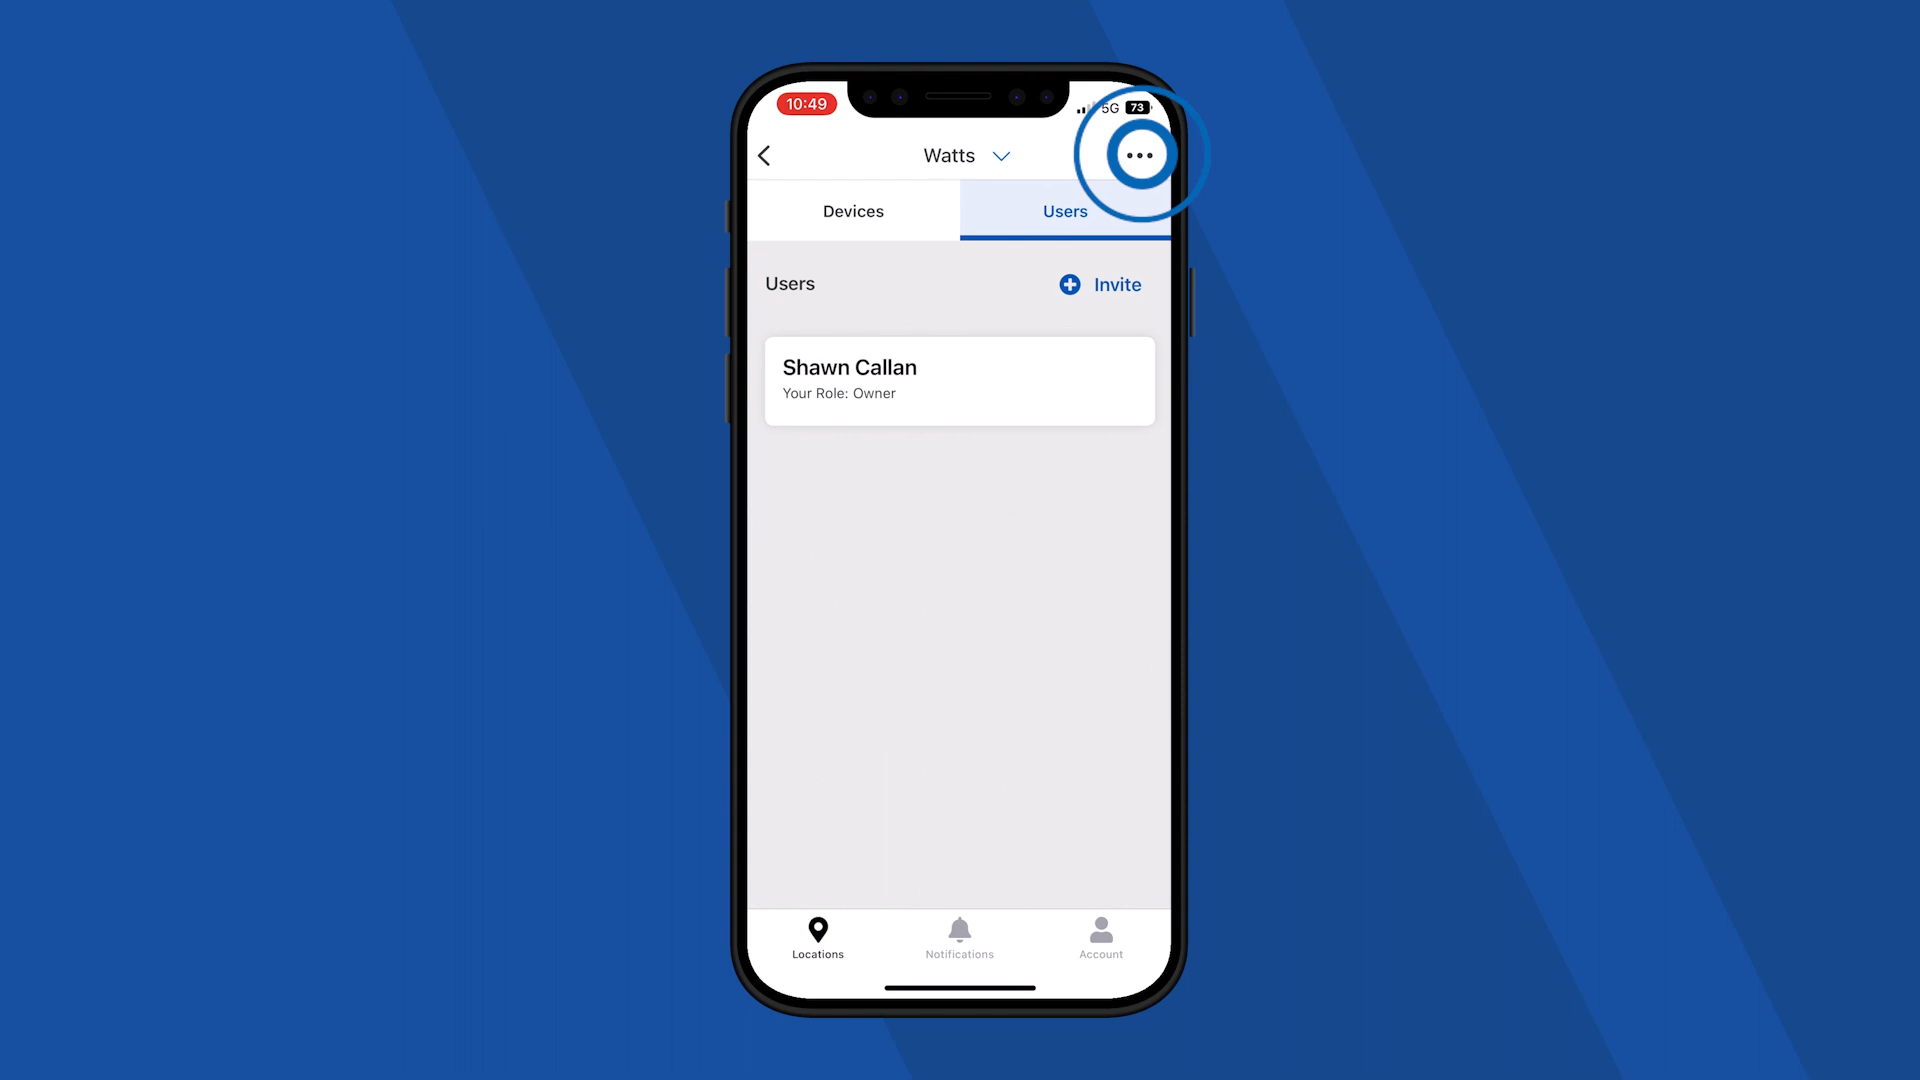 10:49
5G 73
Watts
Devices
Users
Users
Invite
Shawn Callan
Your Role: Owner
Locations
Notifications
Account